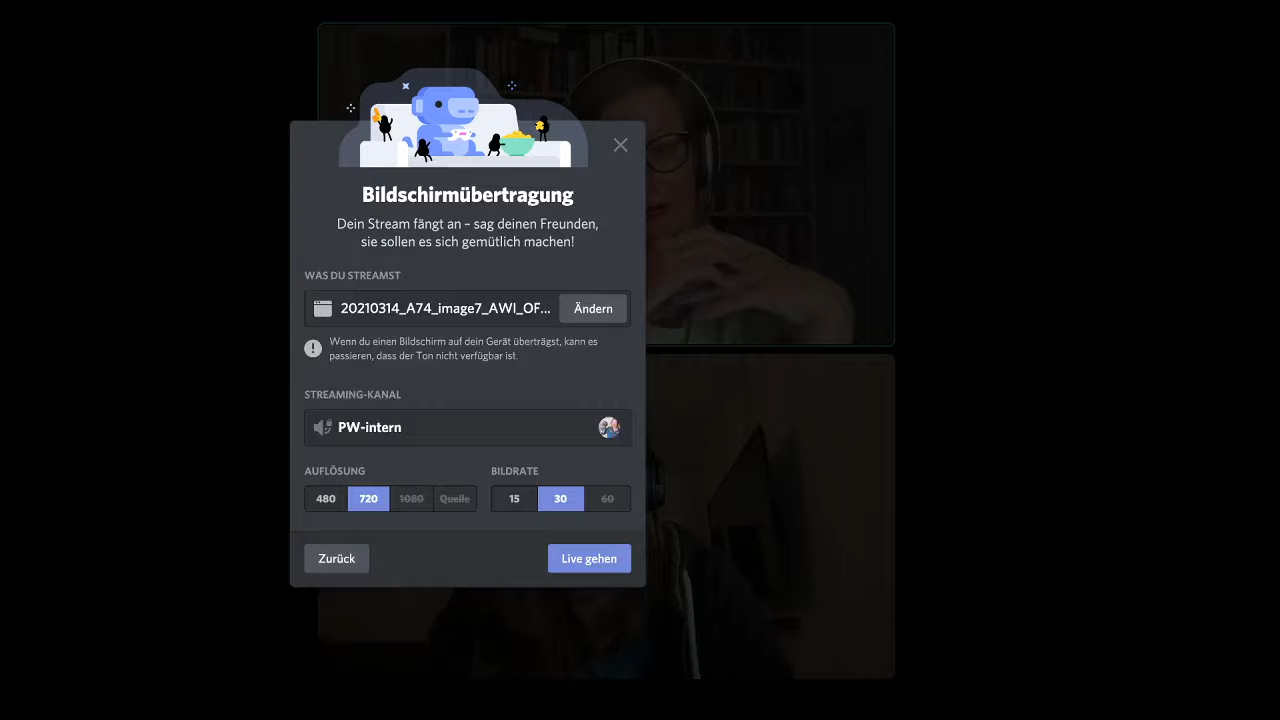 Bildschirmübertragung
Dein Stream fängt an – sag deinen Freunden,
sie sollen es sich gemütlich machen!
WAS DU STREAMST
20210314_A74_image7_AWI_OF...
Ändern
Wenn du einen Bildschirm auf dein Gerät überträgst, kann es
passieren, dass der Ton nicht verfügbar ist.
STREAMING-KANAL
PW-intern
AUFLÖSUNG
480 720 1080 Quelle
BILDRATE
15 30 60
Zurück
Live gehen